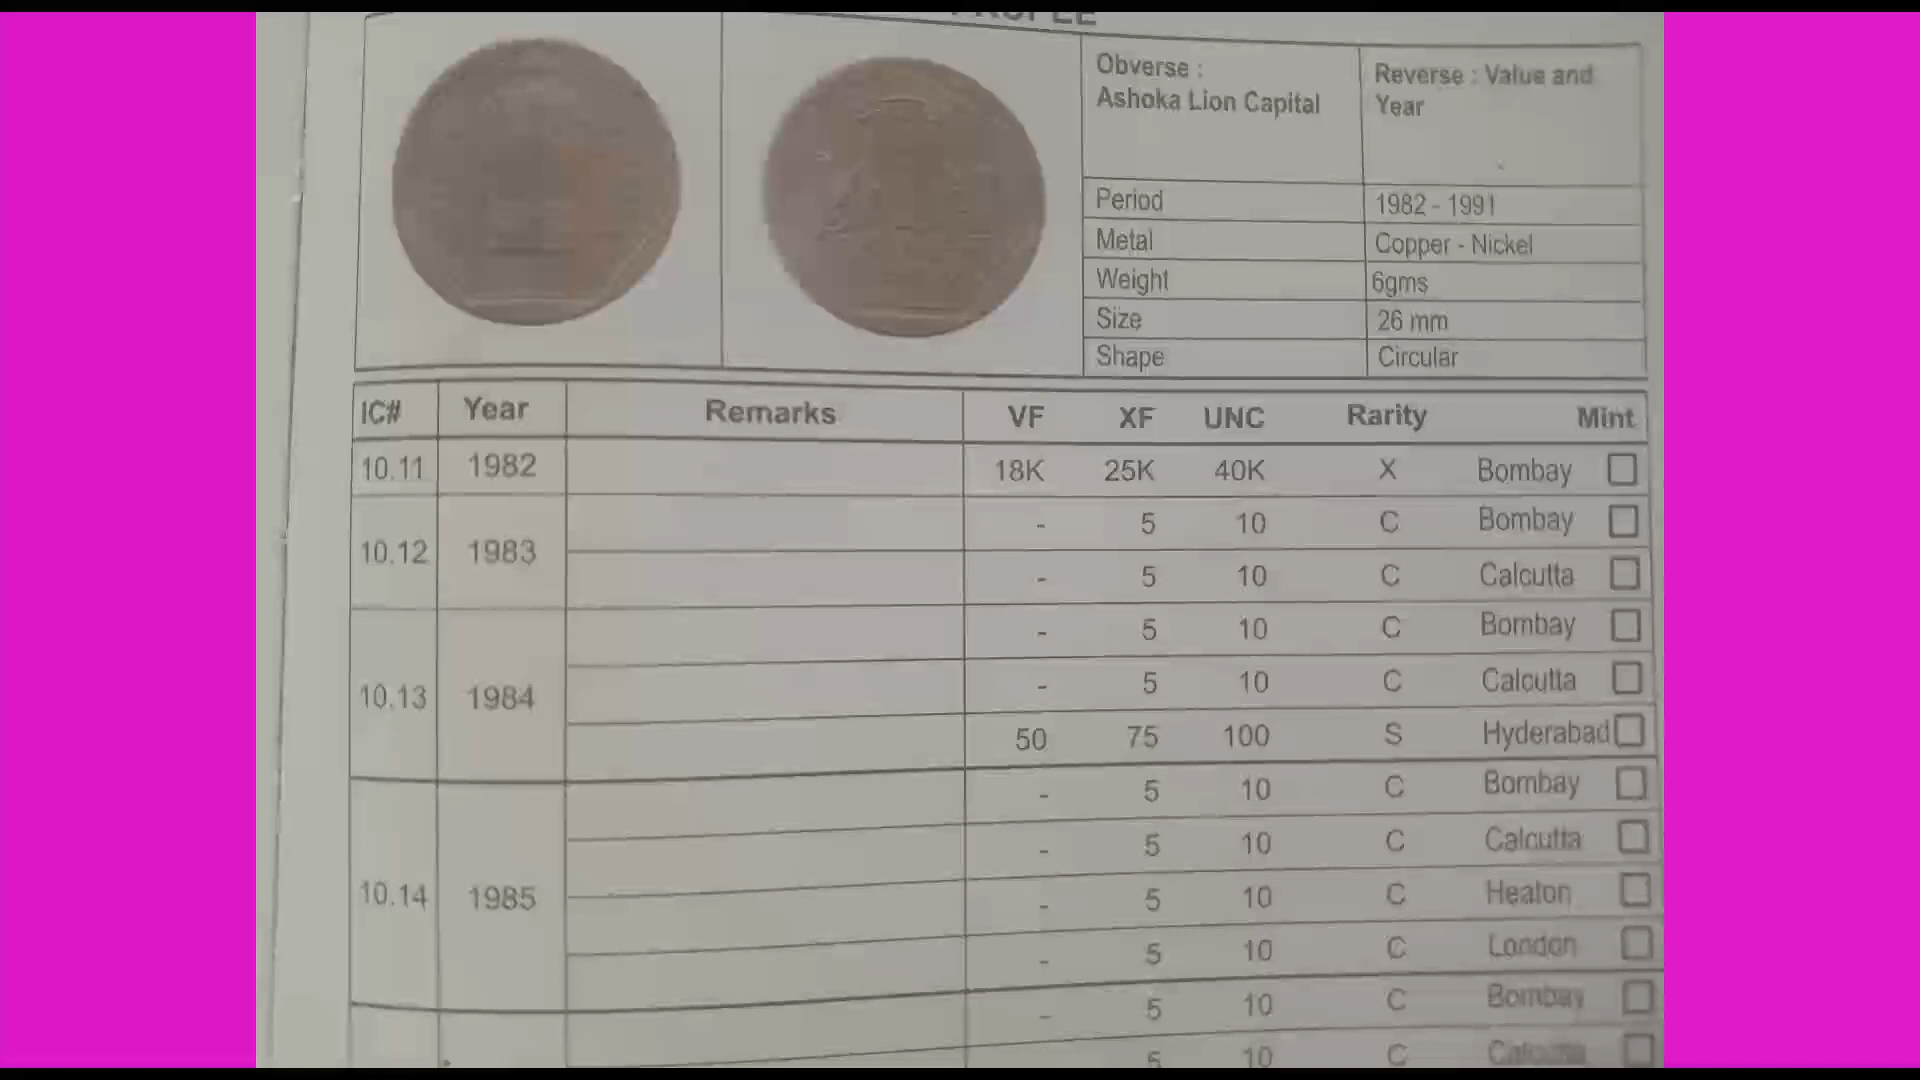 Obverse :
Ashoka Lion Capital
Reverse : Value and
Year
Period 1982 - 1991
Metal Copper - Nickel
Weight 6gms
Size 26 mm
Shape Circular
IC# Year Remarks VF XF UNC Rarity Mint
10.11 1982 18K 25K 40K X Bombay
10.12 1983 - 5 10 C Bombay
- 5 10 C Calcutta
10.13 1984 - 5 10 C Bombay
- 5 10 C Calcutta
50 75 100 S Hyderabad
10.14 1985 - 5 10 C Bombay
- 5 10 C Calcutta
- 5 10 C Heaton
- 5 10 C London
- 5 10 C Bombay
5 10 C Calcutta